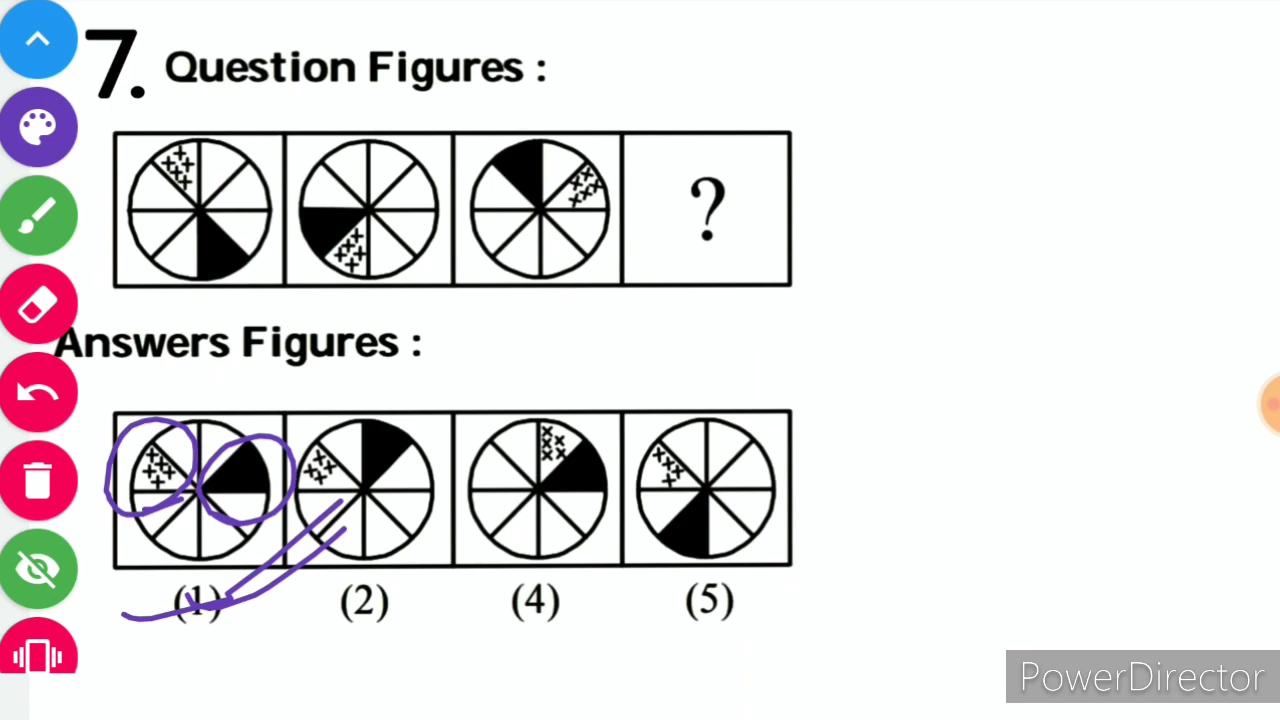 7. Question Figures :
?
Answers Figures :
(1) (2) (4) (5)
PowerDirector